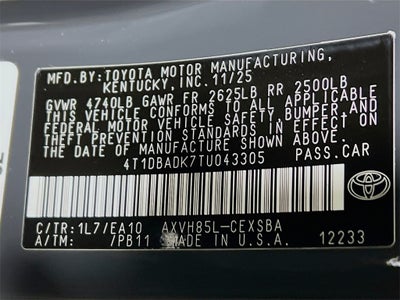 MFD.BY:TOYOTA MOTOR MANUFACTURING,
KENTUCKY, INC.11/25
GVWR 4740LB GAWR FR 2625LB RR 2500LB
THIS VEHICLE CONFORMS TO ALL APPLICABLE
FEDERAL MOTOR VEHICLE SAFETY, BUMPER AND
THEFT PREVENTION STANDARDS IN EFFECT ON
THE DATE OF MANUFACTURE SHOWN ABOVE.
4T1DBADK7TU043305 PASS.CAR
TOYOTA
C/TR:1L7/EA10 AXVH85L-CEXSBA
A/TM: /PB11 MADE IN U.S.A. 12233